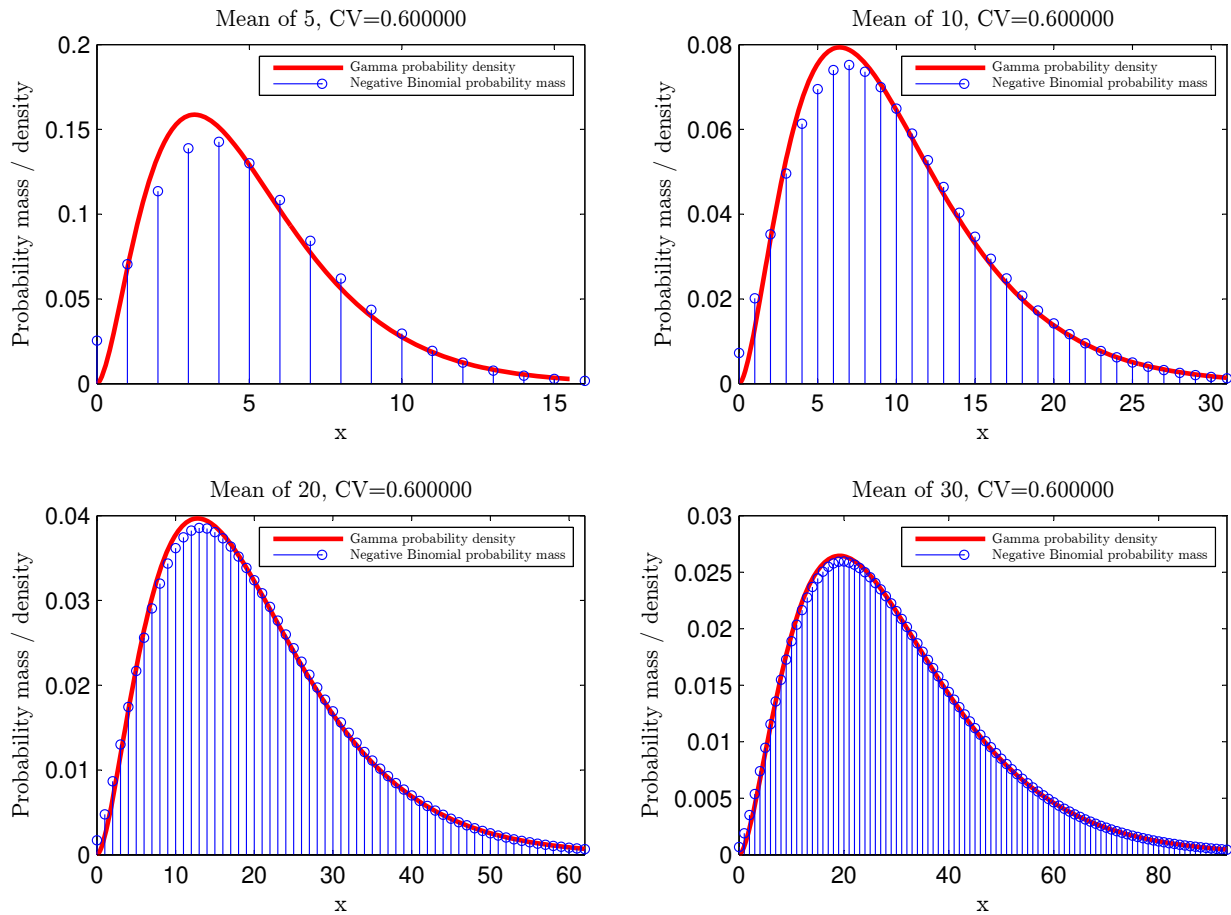 Mean of 5, CV=0.600000
0.2
0.15
0.1
0.05
0
Probability mass / density
Gamma probability density
Negative Binomial probability mass
0 5 10 15
x
Mean of 10, CV=0.600000
0.08
0.06
0.04
0.02
0
Probability mass / density
Gamma probability density
Negative Binomial probability mass
0 5 10 15 20 25 30
x
Mean of 20, CV=0.600000
0.04
0.03
0.02
0.01
0
Probability mass / density
Gamma probability density
Negative Binomial probability mass
0 10 20 30 40 50 60
x
Mean of 30, CV=0.600000
0.03
0.025
0.02
0.015
0.01
0.005
0
Probability mass / density
Gamma probability density
Negative Binomial probability mass
0 20 40 60 80
x